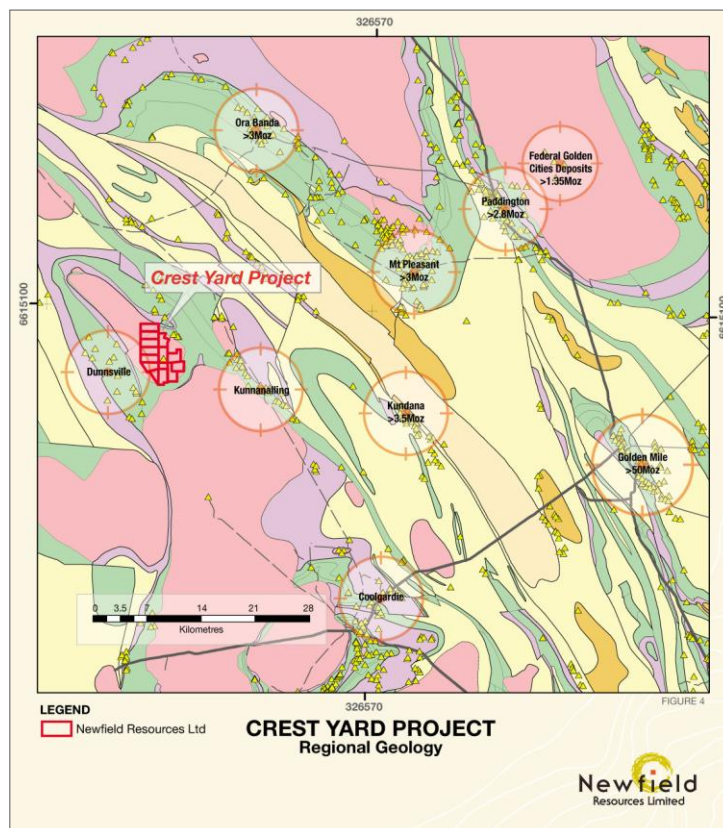 326570
Ora Banda
>3Moz
Federal Golden
Cities Deposits
>1.35Moz
Paddington
>2.8Moz
Mt Pleasant
>3Moz
Crest Yard Project
6615100
6615100
Dunnsville
Kunnanalling
Kundana
>3.5Moz
Golden Mile
>50Moz
Coolgardie
0 3.5 7 14 21 28
Kilometres
326570
FIGURE 4
LEGEND
Newfield Resources Ltd
CREST YARD PROJECT
Regional Geology
Newfield
Resources Limited